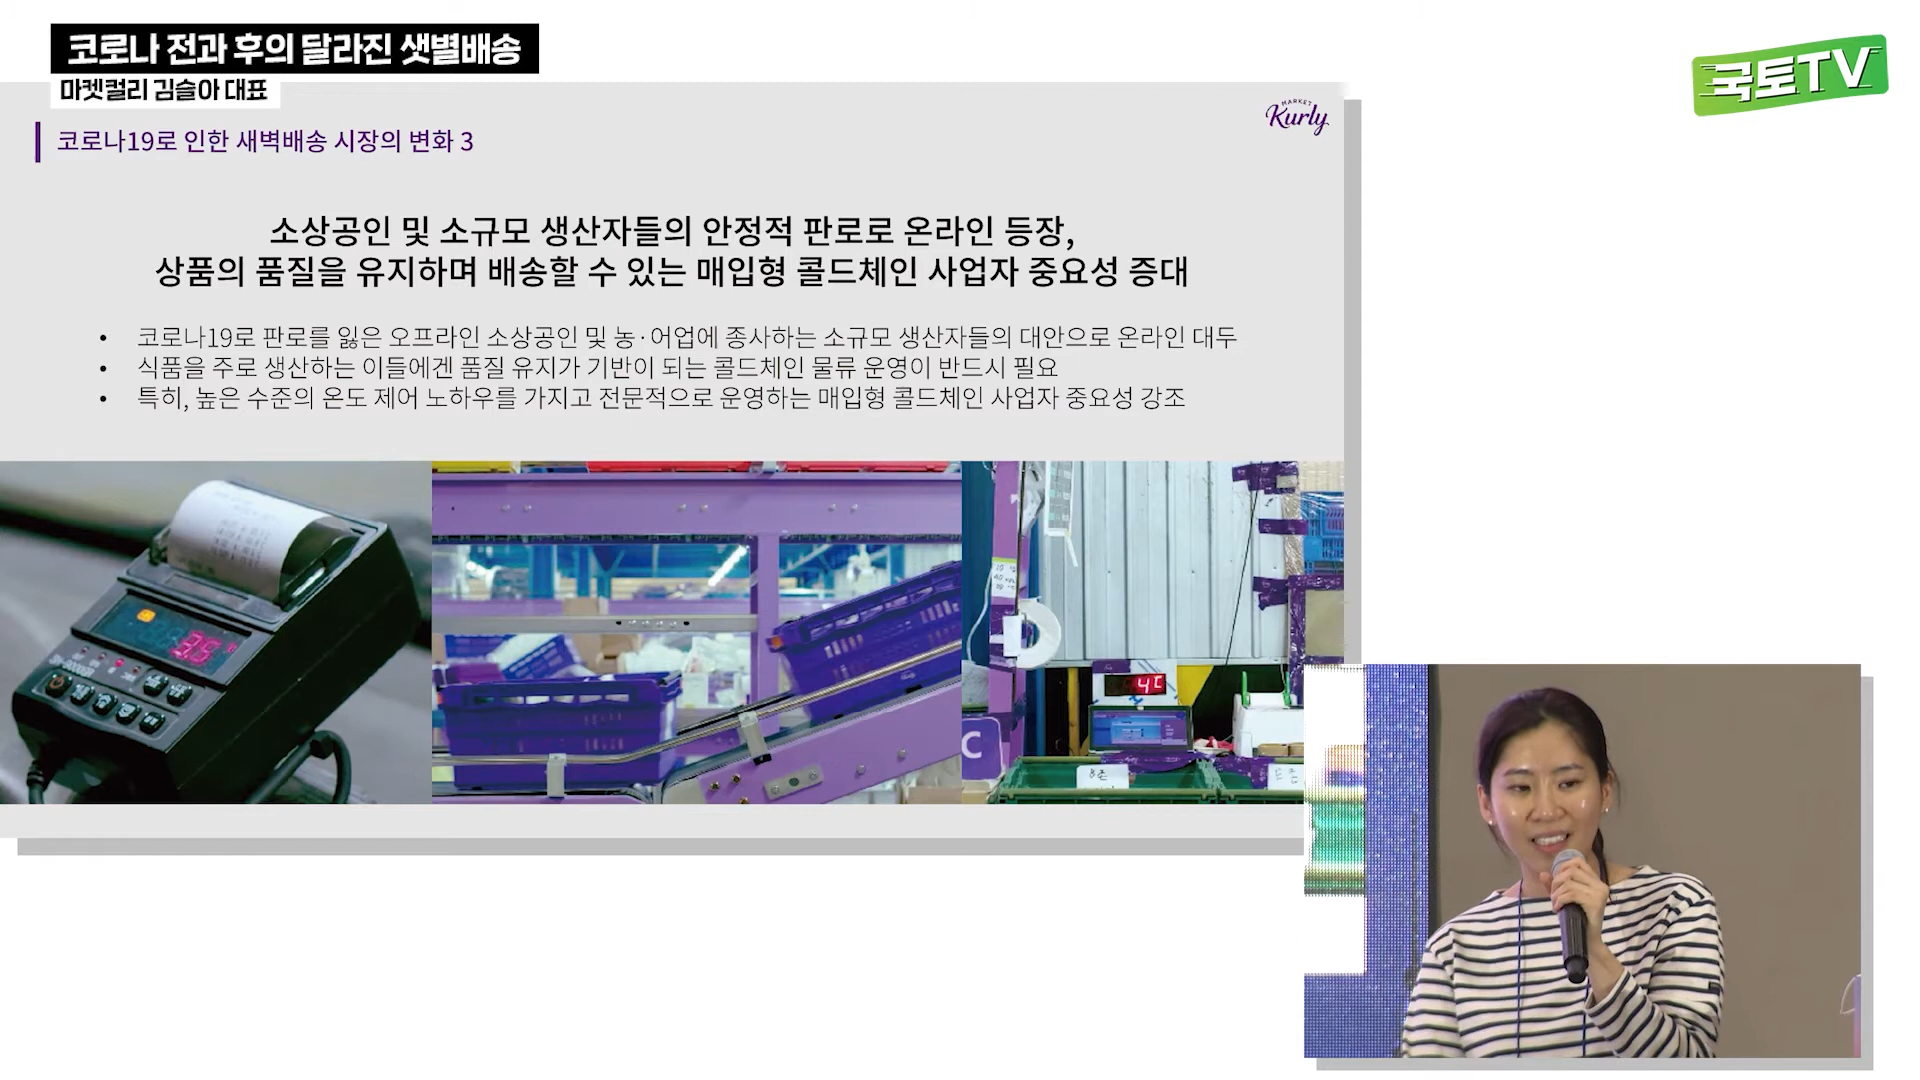 코로나 전과 후의 달라진 샛별배송
마켓컬리 김슬아 대표
국토TV
MARKET
Kurly
코로나19로 인한 새벽배송 시장의 변화 3
소상공인 및 소규모 생산자들의 안정적 판로로 온라인 등장,
상품의 품질을 유지하며 배송할 수 있는 매입형 콜드체인 사업자 중요성 증대
• 코로나19로 판로를 잃은 오프라인 소상공인 및 농·어업에 종사하는 소규모 생산자들의 대안으로 온라인 대두
• 식품을 주로 생산하는 이들에겐 품질 유지가 기반이 되는 콜드체인 물류 운영이 반드시 필요
• 특히, 높은 수준의 온도 제어 노하우를 가지고 전문적으로 운영하는 매입형 콜드체인 사업자 중요성 강조
4C
C